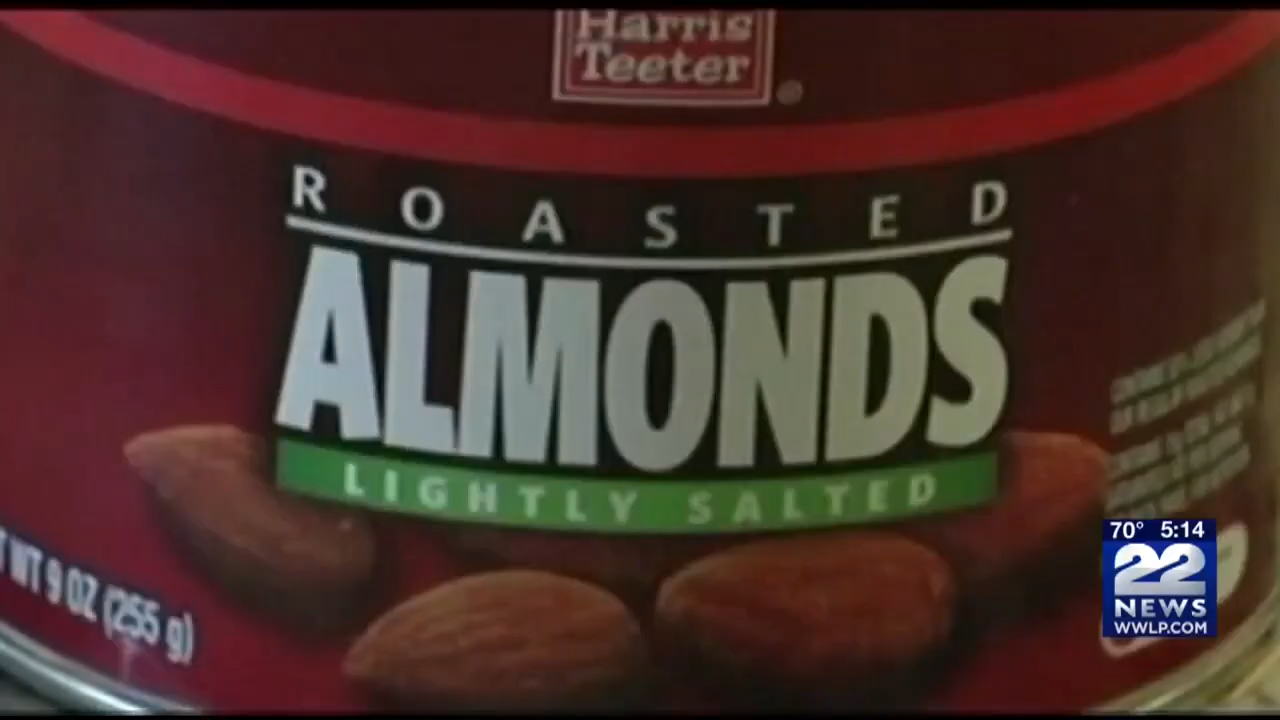 Harris
Teeter
®
ROASTED
ALMONDS
LIGHTLY SALTED
WT 9 OZ (255 g)
70° 5:14
22
NEWS
WWLP.COM